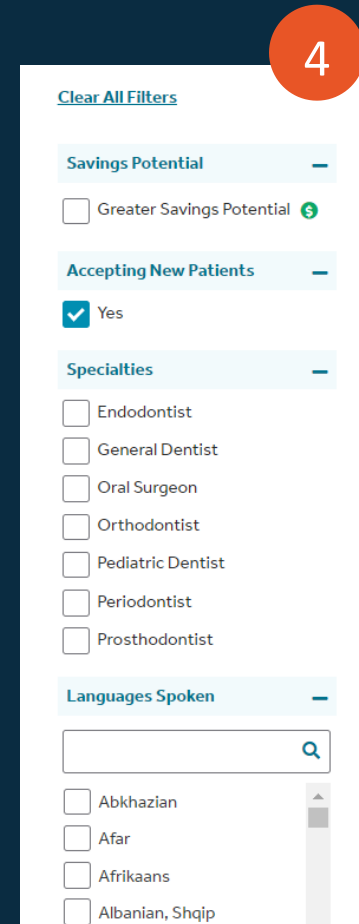 4
Clear All Filters
Savings Potential
Greater Savings Potential $
Accepting New Patients
Yes
Specialties
Endodontist
General Dentist
Oral Surgeon
Orthodontist
Pediatric Dentist
Periodontist
Prosthodontist
Languages Spoken
Abkhazian
Afar
Afrikaans
Albanian, Shqip